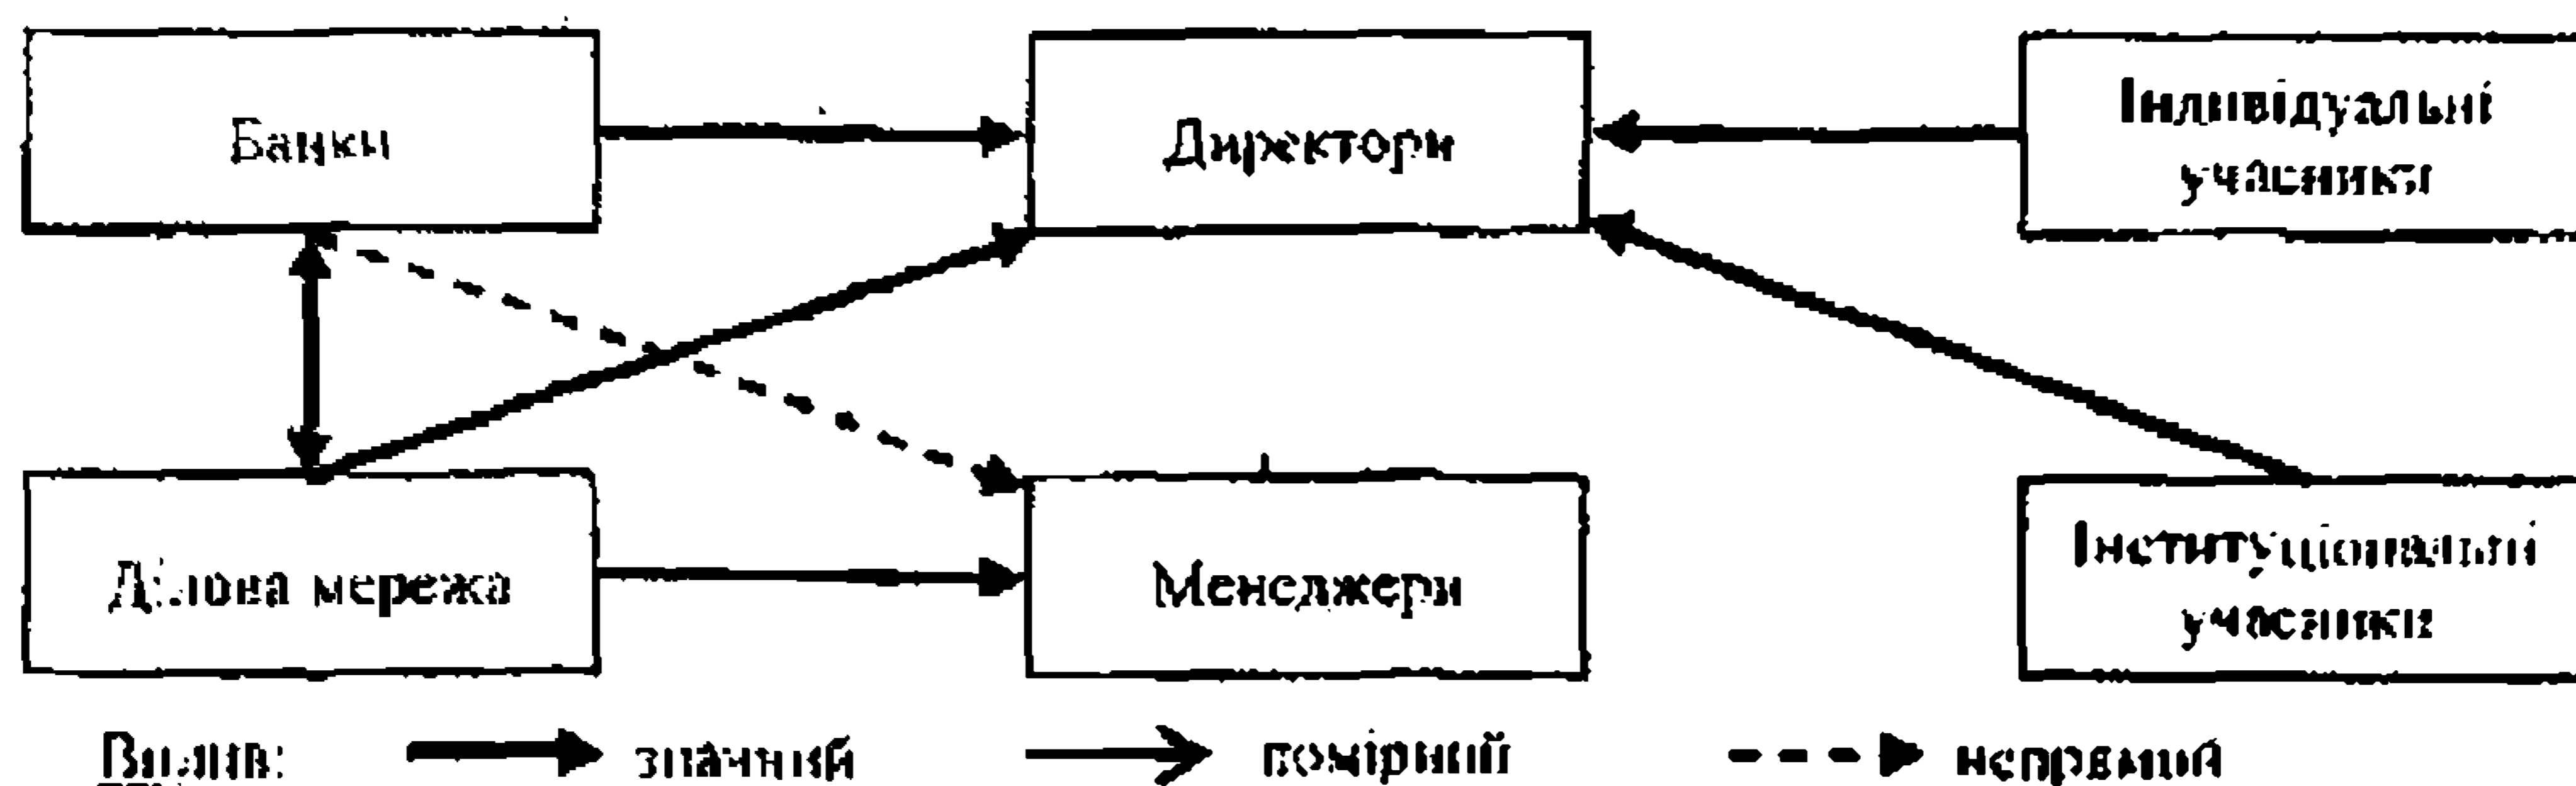 Банки
Директори
Індивідуальні
учасники
Ділова мережа
Менеджери
Інституціональні
учасники
Вплив: значний помірний непрямий